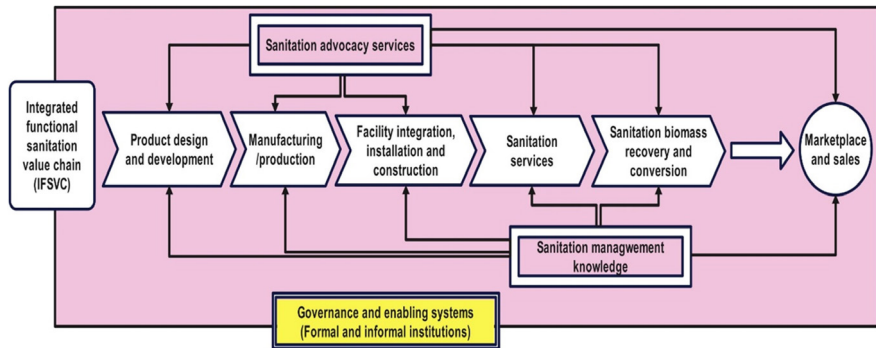 Sanitation advocacy services
Integrated
functional
sanitation
value chain
(IFSVC)
Product design
and development
Manufacturing
/production
Facility integration,
installation and
construction
Sanitation
services
Sanitation biomass
recovery and
conversion
Marketplace
and sales
Sanitation managwement
knowledge
Governance and enabling systems
(Formal and informal institutions)